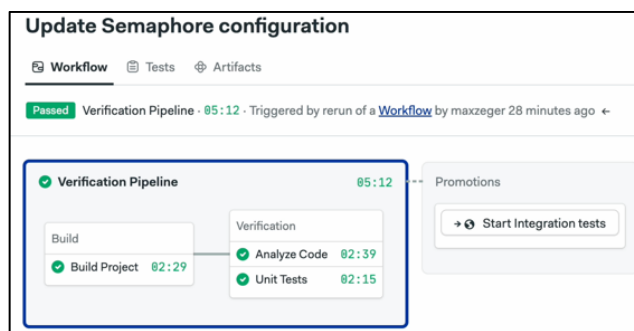 Update Semaphore configuration
Workflow Tests Artifacts
Passed Verification Pipeline · 05:12 · Triggered by rerun of a Workflow by maxzeger 28 minutes ago ←
Verification Pipeline 05:12
Build
Build Project 02:29
Verification
Analyze Code 02:39
Unit Tests 02:15
Promotions
→ Start Integration tests